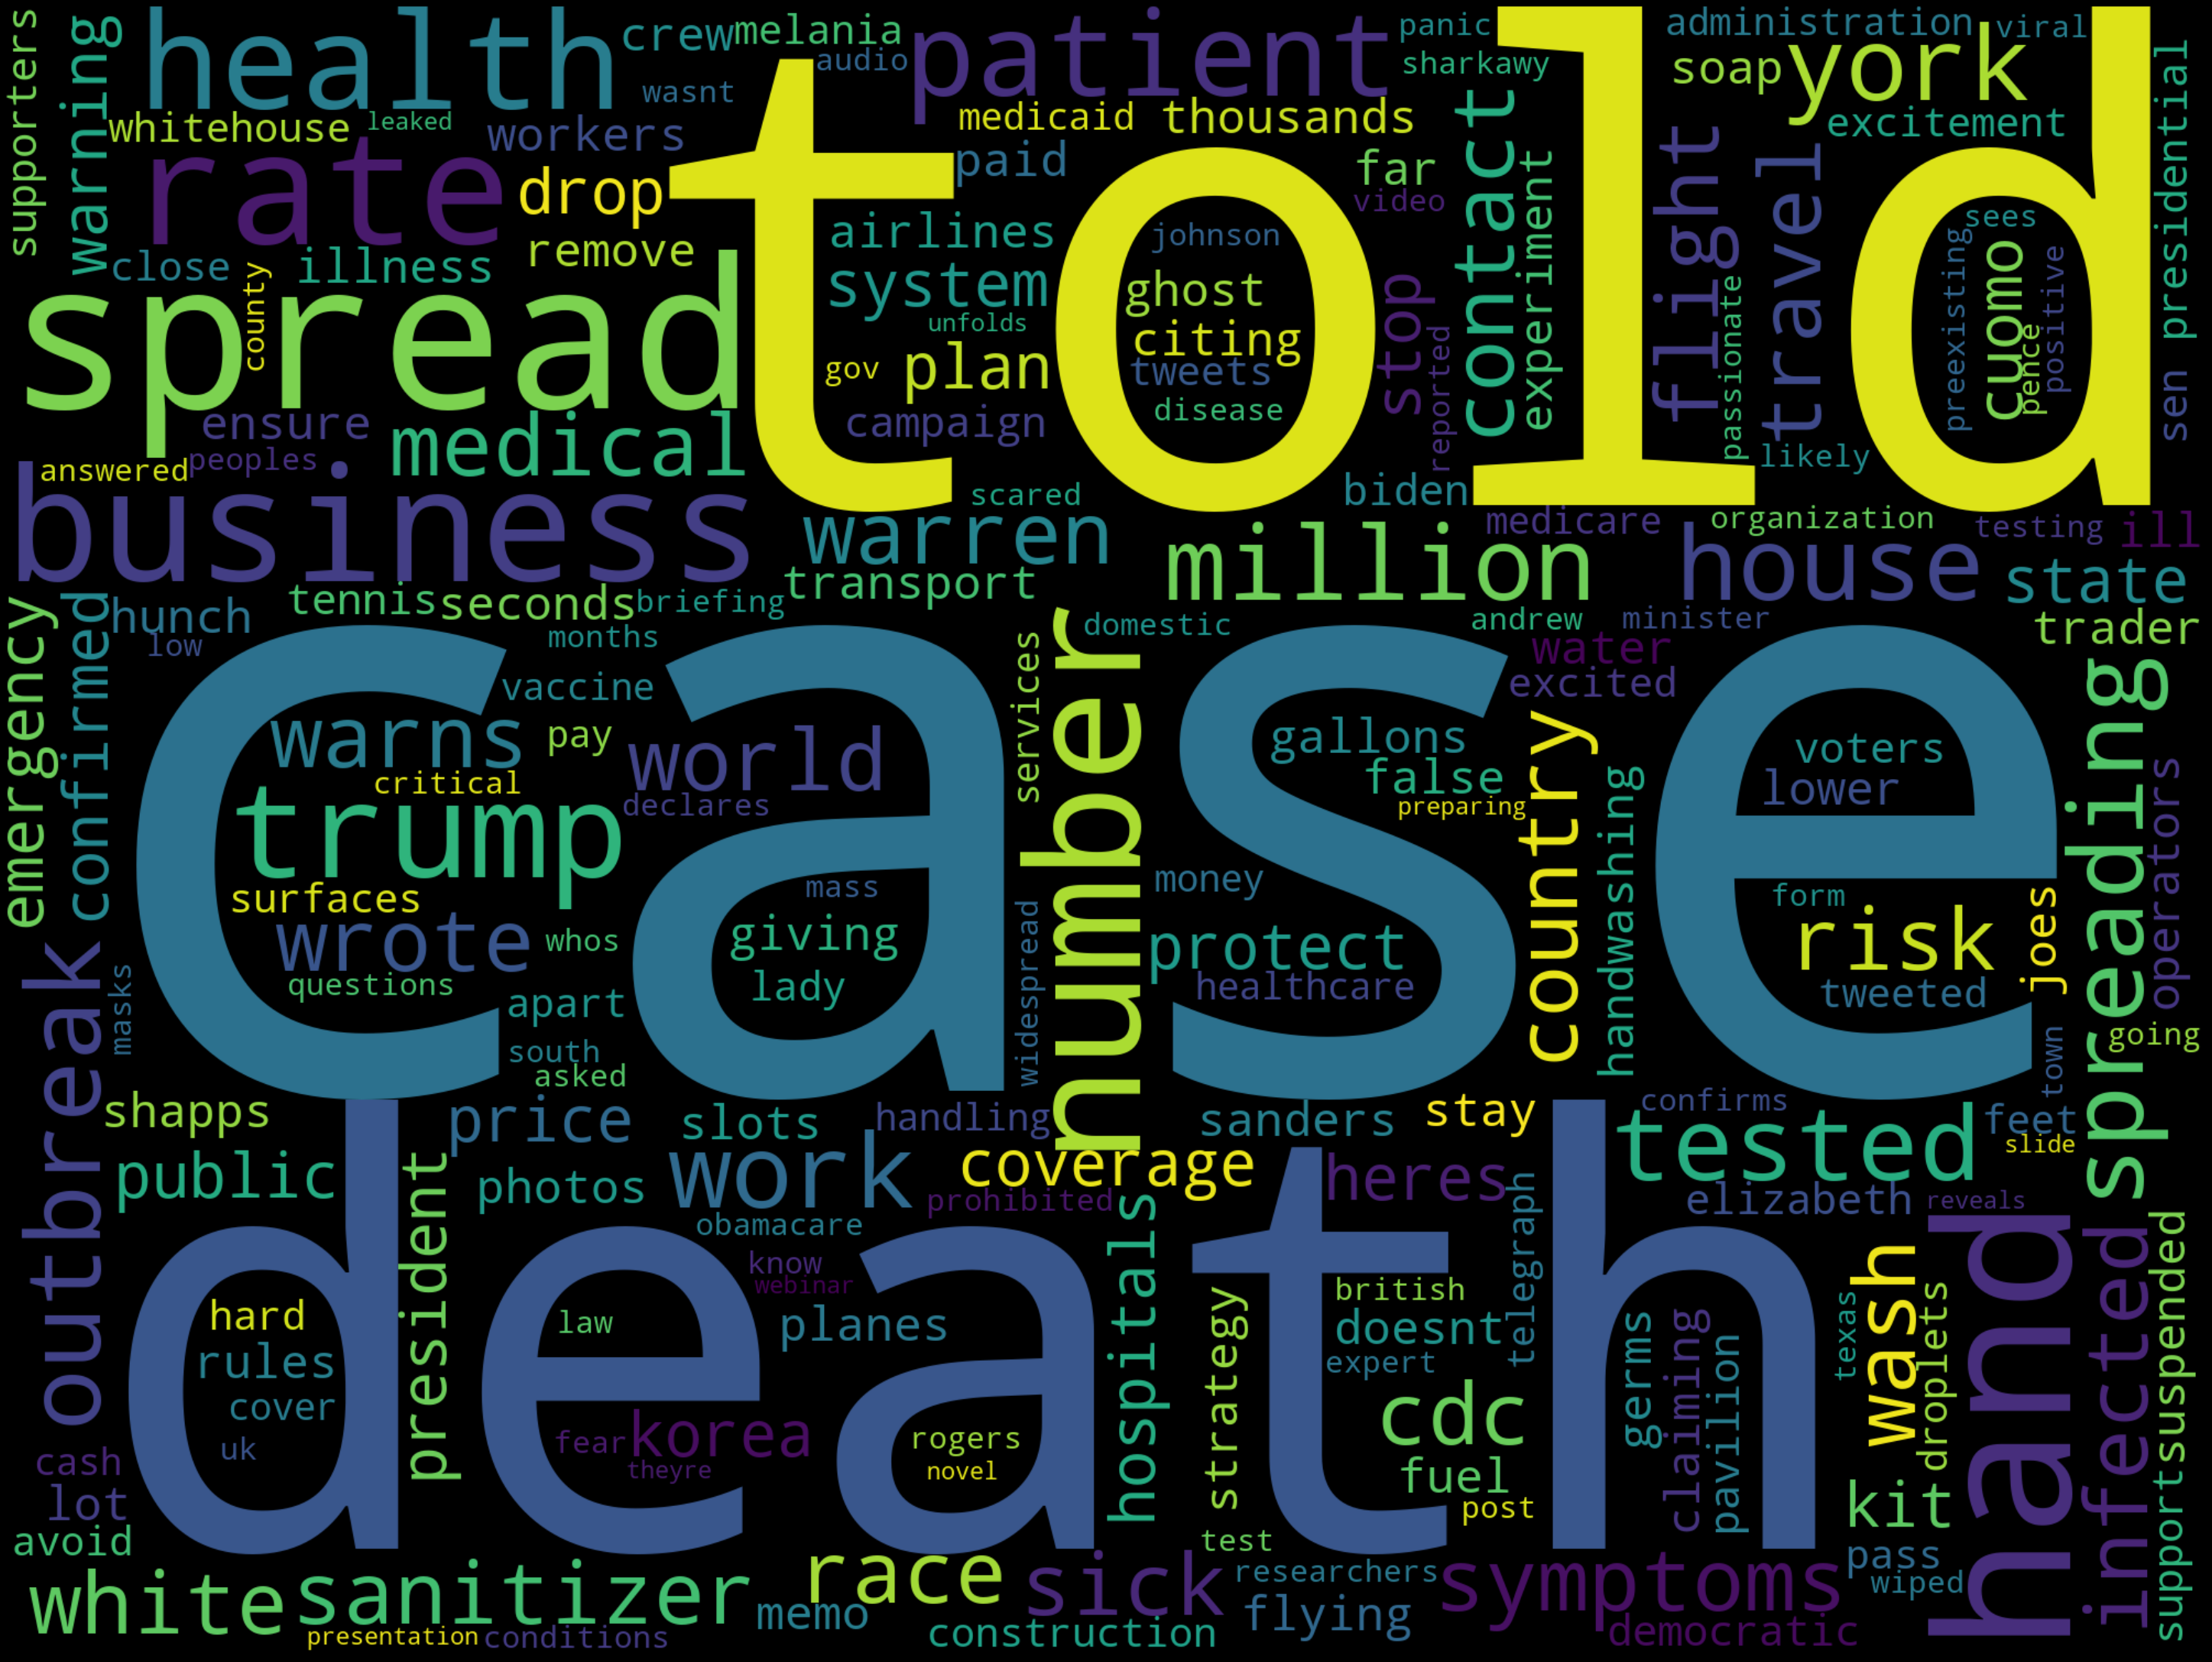 supporters
warning
health
crew
melania
audio
wasnt
patient
panic
sharkawy
administration
viral
soap
york
excitement
presidential
sen
whitehouse
leaked
workers
medicaid
thousands
contact
told
rate
drop
paid
far
video
experiment
flight
travel
close
county
illness
remove
airlines
system
unfolds
johnson
ghost
citing
tweets
disease
stop
reported
passionate
sees
preexisting
cuomo
pence
positive
spread
gov
plan
campaign
ensure
medical
answered
peoples
likely
business
scared
warren
biden
medicare
organization
testing
ill
million
house
state
transport
tennis
seconds
briefing
hunch
low
months
domestic
andrew
minister
trader
emergency
confirmed
vaccine
services
number
water
excited
spreading
case
warns
pay
world
critical
declares
trump
gallons
false
preparing
country
handwashing
voters
lower
operators
surfaces
wrote
whos
questions
mass
giving
lady
money
protect
healthcare
widespread
form
risk
tweeted
joes
outbreak
masks
apart
south
asked
town
going
shapps
price
slots
handling
sanders
stay
confirms
tested
feet
slide
public
president
photos
work
coverage
prohibited
obamacare
heres
telegraph
elizabeth
reveals
hospitals
know
webinar
death
hard
rules
cover
uk
law
planes
strategy
british
doesnt
expert
germs
claiming
pavilion
texas
wash
droplets
hand
infected
suspended
support
fear
korea
theyre
rogers
novel
cdc
fuel
post
kit
cash
lot
avoid
test
white
sanitizer
race
sick
researchers
symptoms
pass
wiped
presentation
conditions
memo
construction
flying
democratic